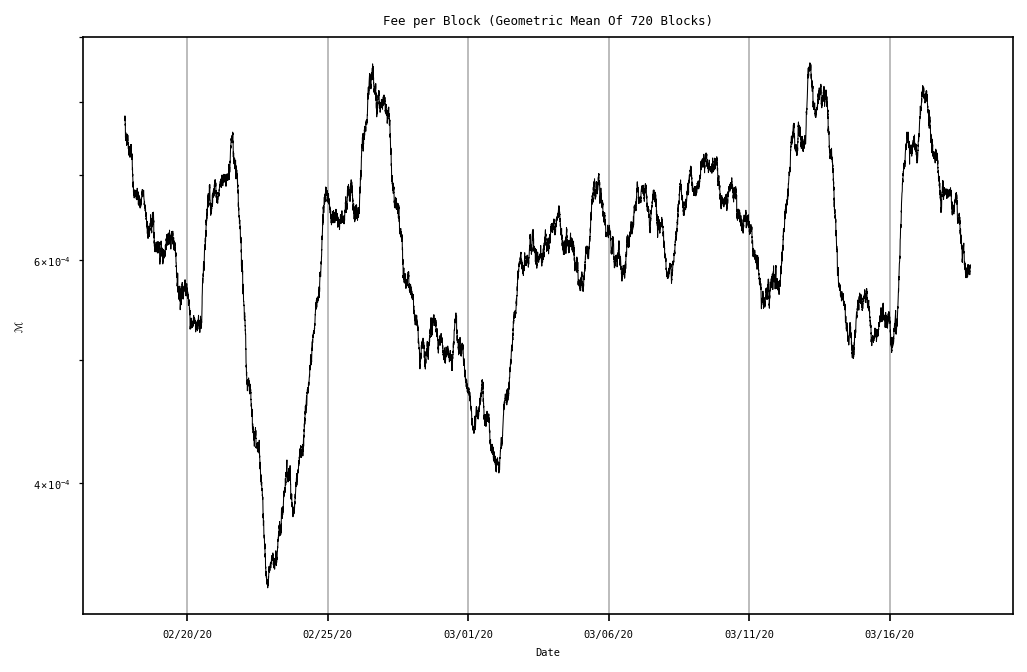 Fee per Block (Geometric Mean Of 720 Blocks)
6×10⁻⁴
ℳ
4×10⁻⁴
02/20/20 02/25/20 03/01/20 03/06/20 03/11/20 03/16/20
Date